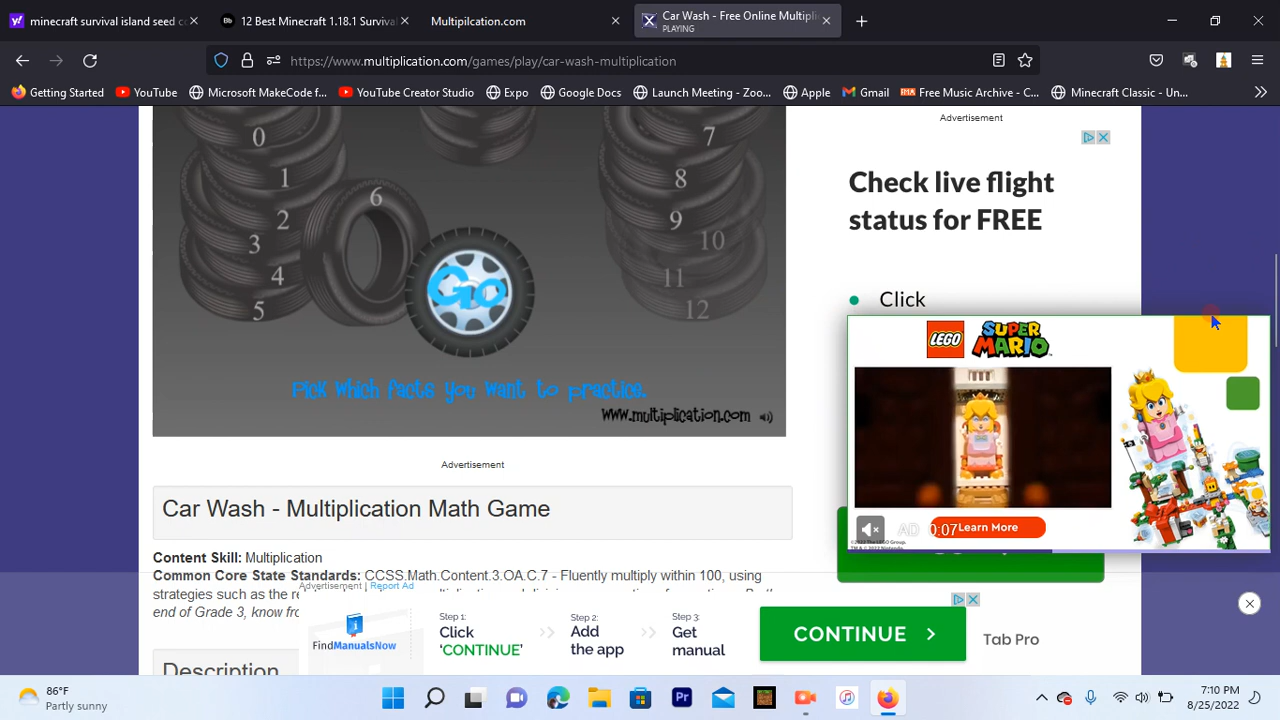 minecraft survival island seed c
12 Best Minecraft 1.18.1 Survival
Multipilcation.com
Car Wash - Free Online Multipli
PLAYING
https://www.multiplication.com/games/play/car-wash-multiplication
Getting Started
YouTube
Microsoft MakeCode f...
YouTube Creator Studio
Expo
Google Docs
Launch Meeting - Zoo...
Apple
Gmail
Free Music Archive - C...
Minecraft Classic - Un...
0
1
2
3
4
5
6
7
8
9
10
11
12
Go
Pick which facts you want to practice.
www.multiplication.com
Advertisement
Check live flight
status for FREE
Click
LEGO
SUPER
MARIO
AD 0:07
Learn More
Advertisement
Car Wash - Multiplication Math Game
Content Skill: Multiplication
Common Core State Standards: CCSS.Math.Content.3.OA.C.7 - Fluently multiply within 100, using
strategies such as the re
end of Grade 3, know fro
Description
Advertisement | Report Ad
FindManualsNow
Step 1:
Click
'CONTINUE'
Step 2:
Add
the app
Step 3:
Get
manual
CONTINUE
Tab Pro
86°F
Partly sunny
7:10 PM
8/25/2022